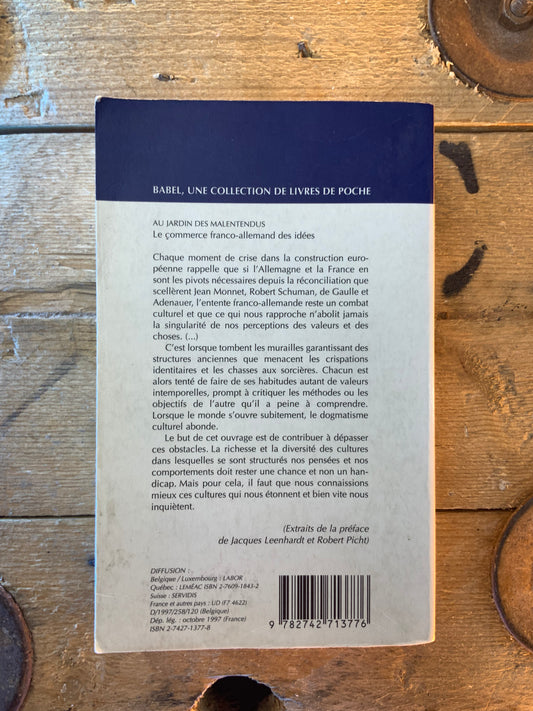 BABEL, UNE COLLECTION DE LIVRES DE POCHE
AU JARDIN DES MALENTENDUS
Le çommerce franco-allemand des idées
Chaque moment de crise dans la construction euro-
péenne rappelle que si l'Allemagne et la France en
sont les pivots nécessaires depuis la réconciliation que
scellèrent Jean Monnet, Robert Schuman, de Gaulle et
Adenauer, l'entente franco-allemande reste un combat
culturel et que ce qui nous rapproche n'abolit jamais
la singularité de nos perceptions des valeurs et des
choses. (...)
C'est lorsque tombent les murailles garantissant des
structures anciennes que menacent les crispations
identitaires et les chasses aux sorcières. Chacun est
alors tenté de faire de ses habitudes autant de valeurs
intemporelles, prompt à critiquer les méthodes ou les
objectifs de l'autre qu'il a peine à comprendre.
Lorsque le monde s'ouvre subitement, le dogmatisme
culturel abonde.
Le but de cet ouvrage est de contribuer à dépasser
ces obstacles. La richesse et la diversité des cultures
dans lesquelles se sont structurés nos pensées et nos
comportements doit rester une chance et non un han-
dicap. Mais pour cela, il faut que nous connaissions
mieux ces cultures qui nous étonnent et bien vite nous
inquiètent.
(Extraits de la préface
de Jacques Leenhardt et Robert Picht)
DIFFUSION :
Belgique / Luxembourg : LABOR
Québec : LEMÉAC ISBN 2-7609-1843-2
Suisse : SERVIDIS
France et autres pays : UD (F7 4622)
D/1997/258/120 (Belgique)
Dép. lég. : octobre 1997 (France)
ISBN 2-7427-1377-8
9 782742 713776